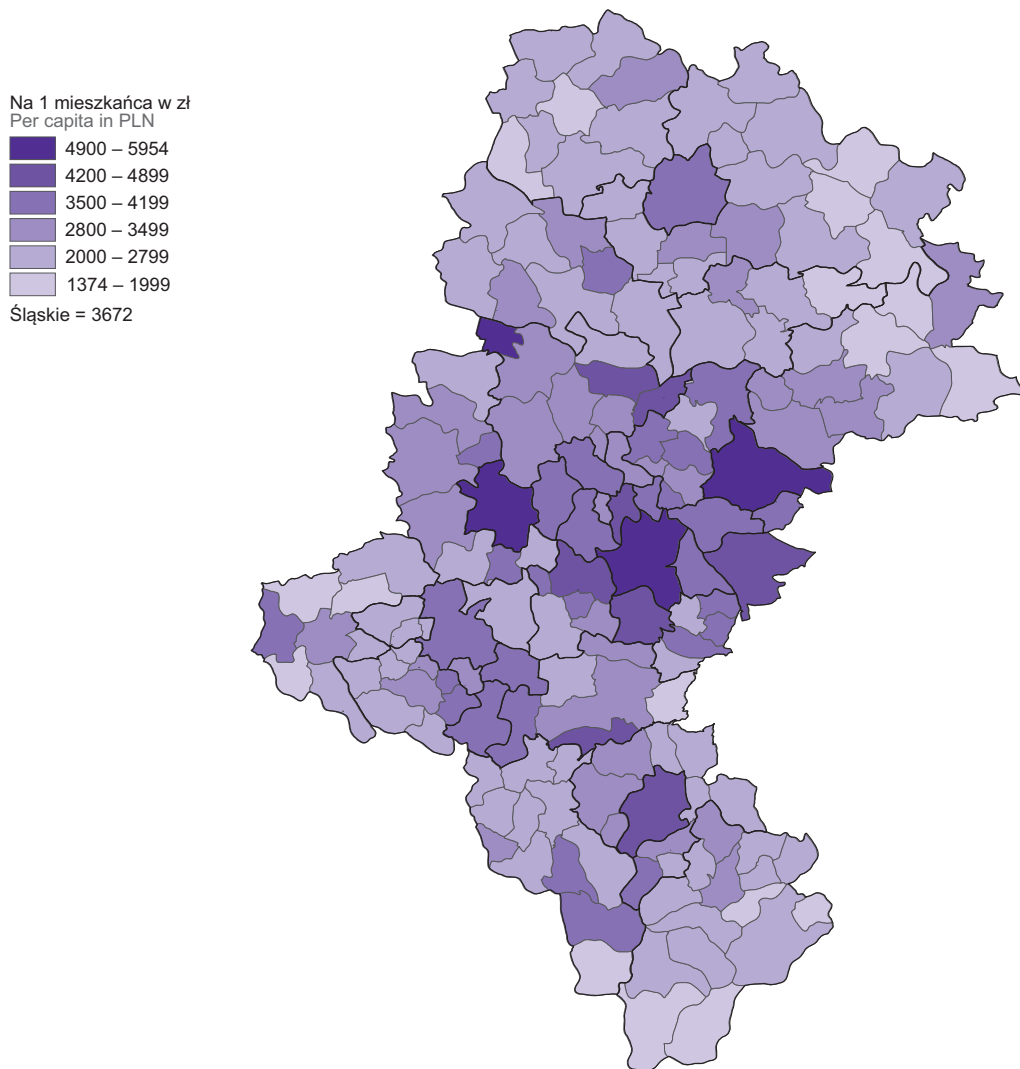 Na 1 mieszkańca w zł
Per capita in PLN
4900 – 5954
4200 – 4899
3500 – 4199
2800 – 3499
2000 – 2799
1374 – 1999
Śląskie = 3672